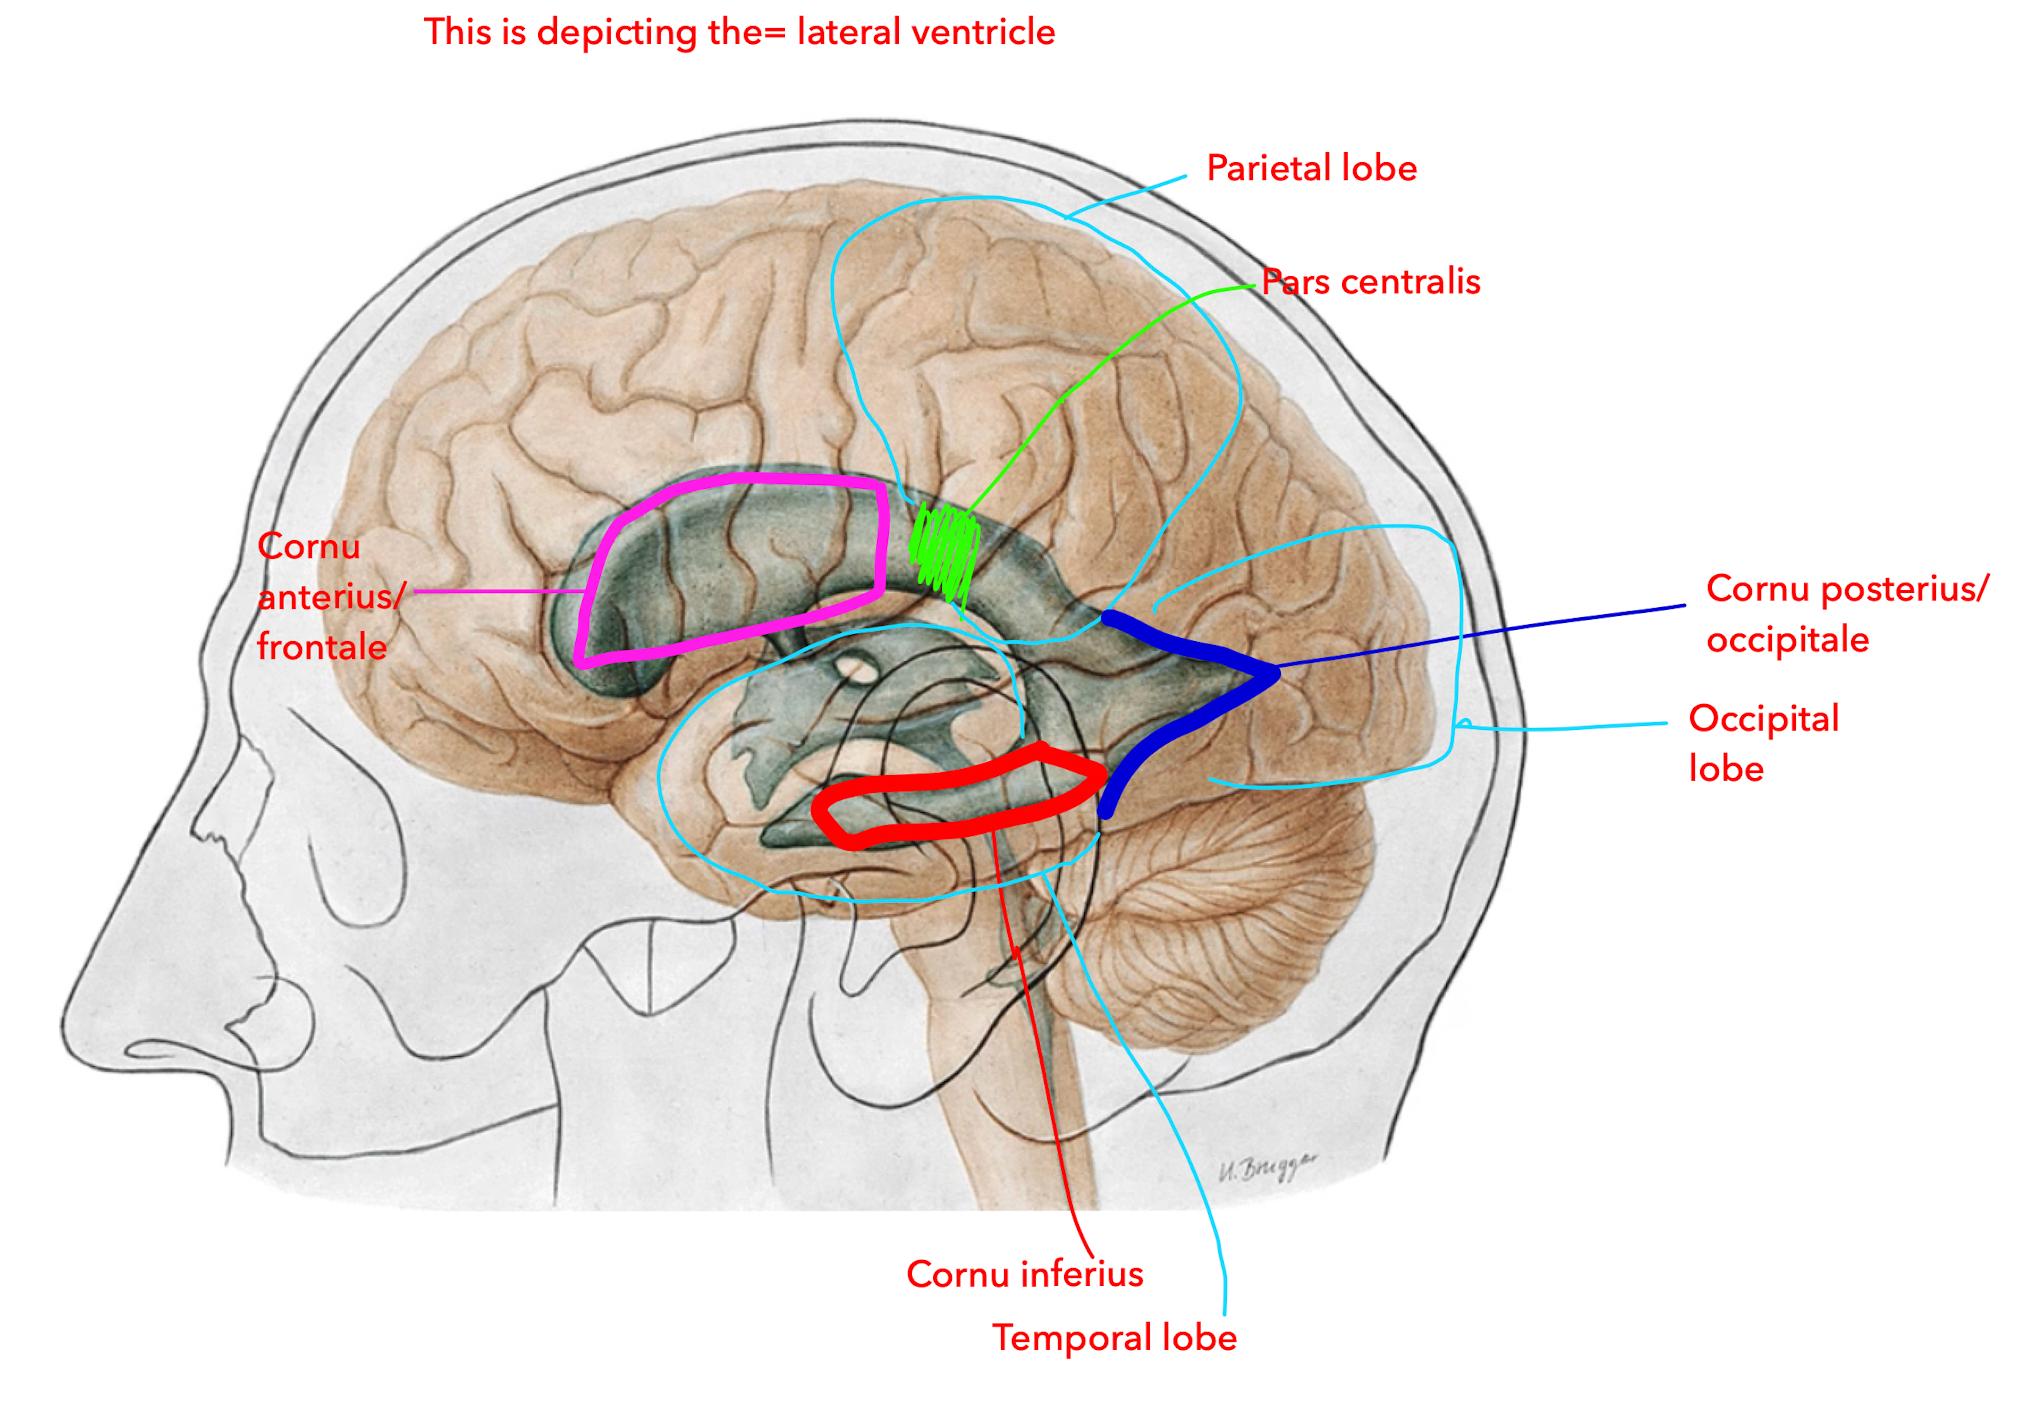 This is depicting the= lateral ventricle
Parietal lobe
Pars centralis
Cornu
anterius/
frontale
Cornu posterius/
occipitale
Occipital
lobe
Cornu inferius
Temporal lobe